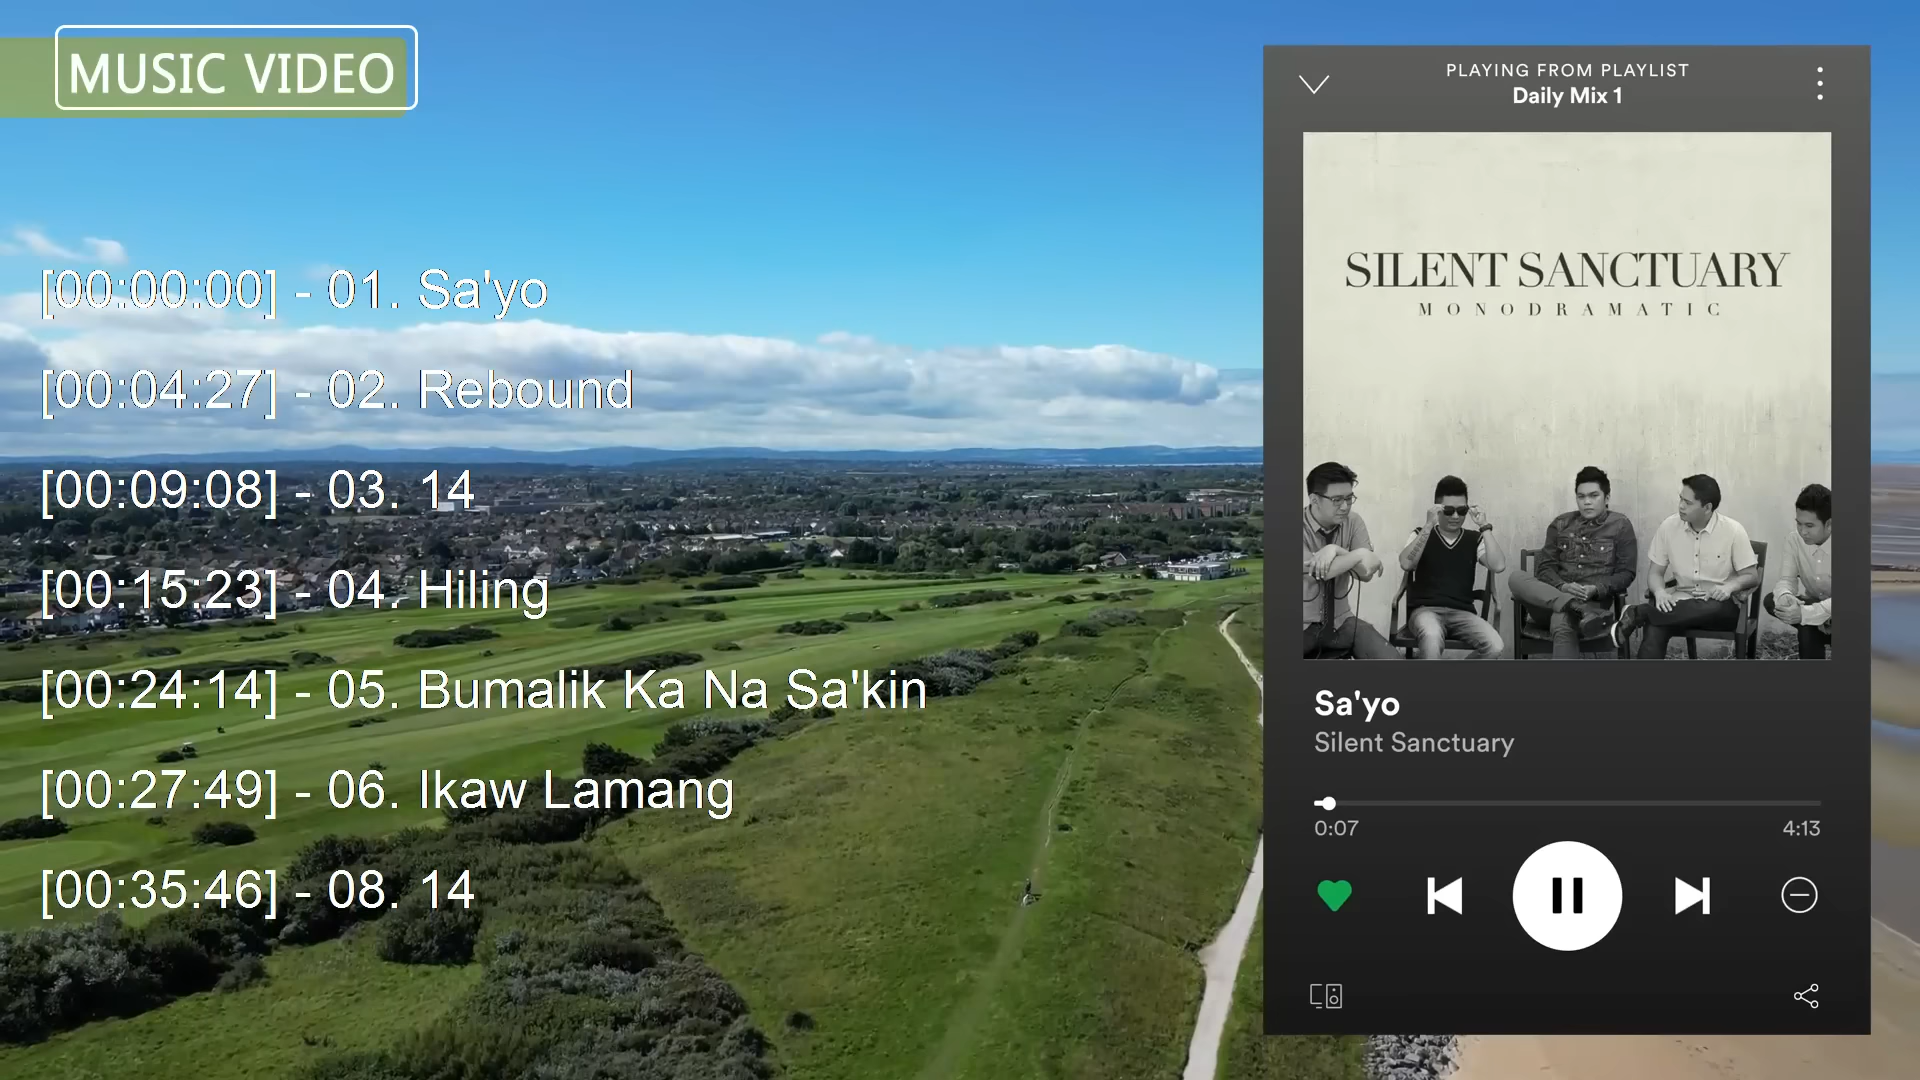 MUSIC VIDEO
[00:00:00] - 01. Sa'yo
[00:04:27] - 02. Rebound
[00:09:08] - 03. 14
[00:15:23] - 04. Hiling
[00:24:14] - 05. Bumalik Ka Na Sa'kin
[00:27:49] - 06. Ikaw Lamang
[00:35:46] - 08. 14
PLAYING FROM PLAYLIST
Daily Mix 1
SILENT SANCTUARY
MONODRAMATIC
Sa'yo
Silent Sanctuary
0:07
4:13